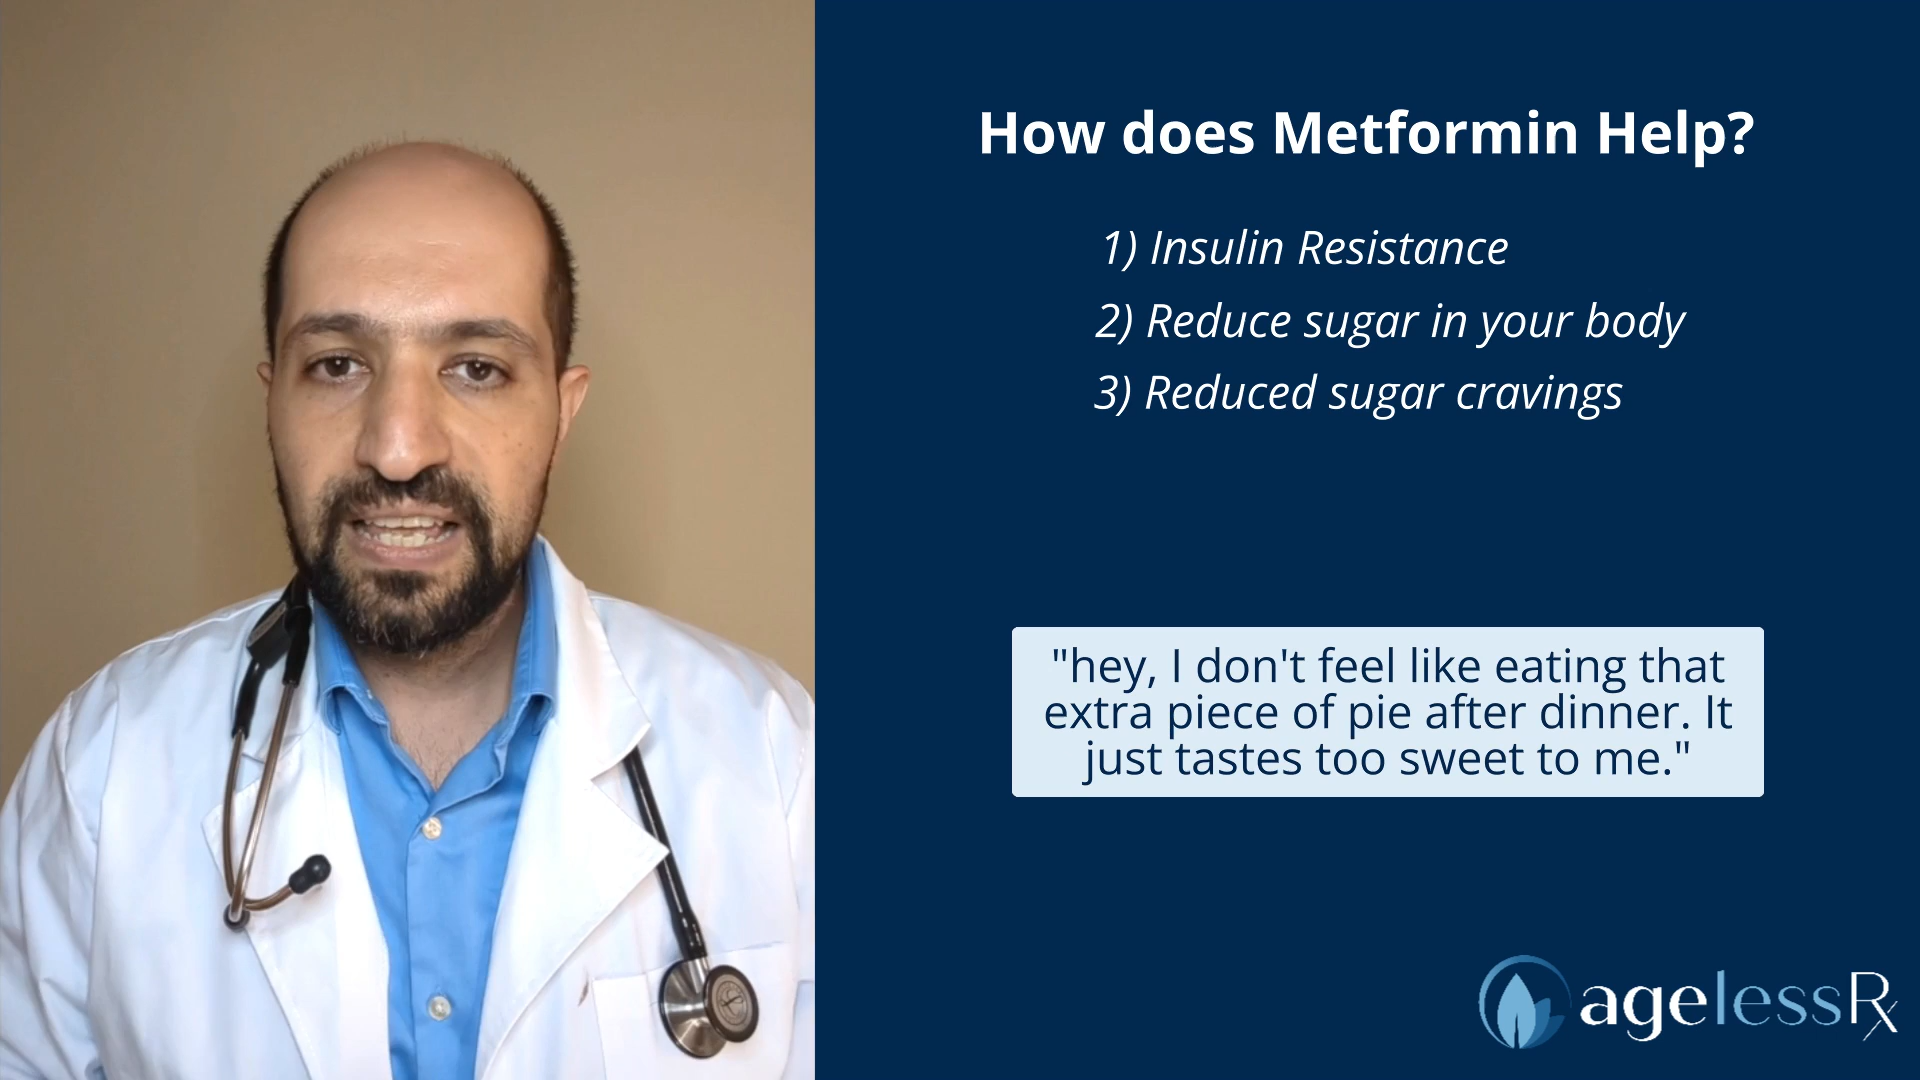 How does Metformin Help?
1) Insulin Resistance
2) Reduce sugar in your body
3) Reduced sugar cravings
"hey, I don't feel like eating that
extra piece of pie after dinner. It
just tastes too sweet to me."
agelessRx